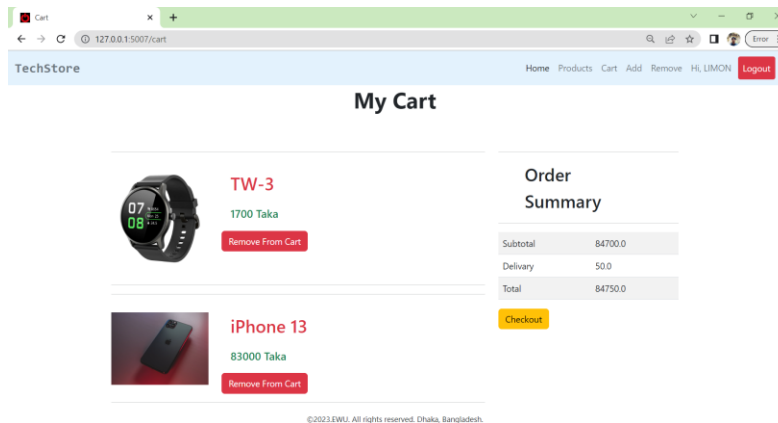 Cart
127.0.0.1:5007/cart
Error
TechStore
Home Products Cart Add Remove Hi, LIMON Logout
My Cart
TW-3
1700 Taka
Remove From Cart
iPhone 13
83000 Taka
Remove From Cart
Order
Summary
Subtotal 84700.0
Delivary 50.0
Total 84750.0
Checkout
©2023.EWU. All rights reserved. Dhaka, Bangladesh.